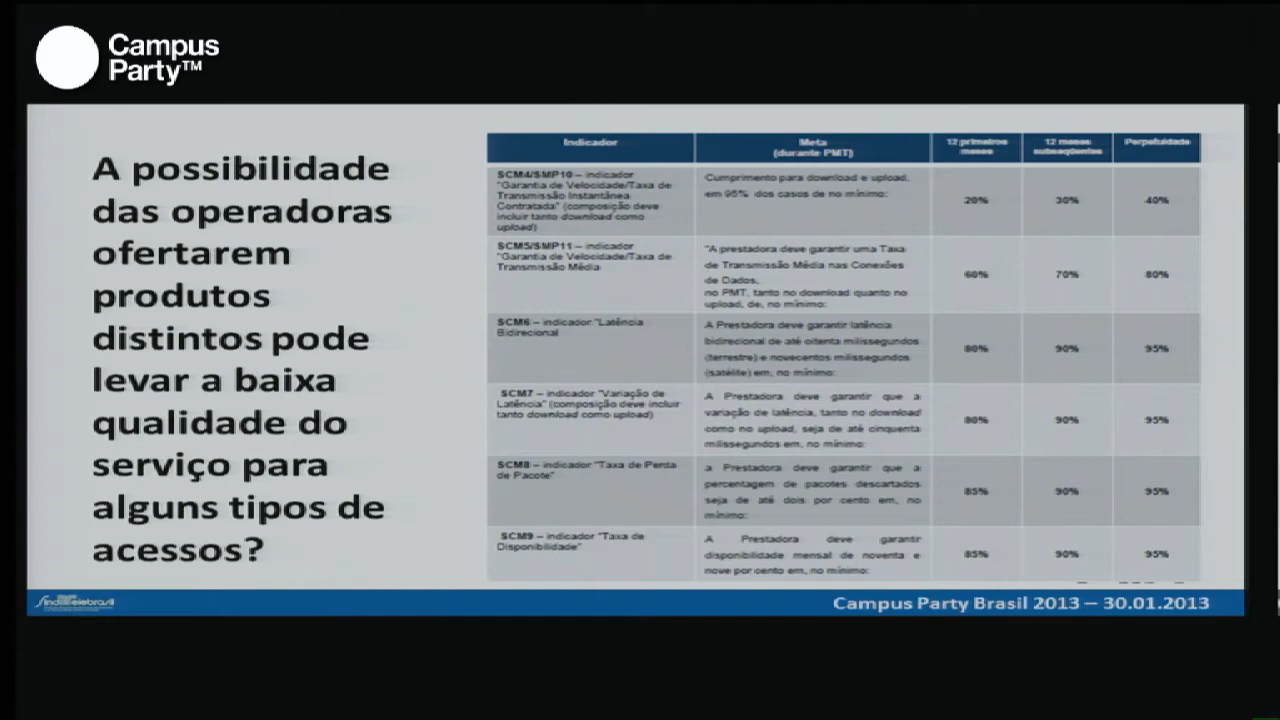 Campus
Party™
A possibilidade
das operadoras
ofertarem
produtos
distintos pode
levar a baixa
qualidade do
serviço para
alguns tipos de
acessos?
Indicador
Meta
(durante PMT)
12 primeiros
meses
12 meses
subseqüentes
Perpetuidade
SCM4/SMP10 – indicador
"Garantia de Velocidade/Taxa de
Transmissão Instantânea
Contratada" (composição deve
incluir tanto download como
upload)
Cumprimento para download e upload,
em 95% dos casos de no mínimo:
20%
30%
40%
SCM5/SMP11 – indicador
"Garantia de Velocidade/Taxa de
Transmissão Média
"A prestadora deve garantir uma Taxa
de Transmissão Média nas Conexões
de Dados,
no PMT, tanto no download quanto no
upload, de, no mínimo:
60%
70%
80%
SCM6 – indicador "Latência
Bidirecional
A Prestadora deve garantir latência
bidirecional de até oitenta milissegundos
(terrestre) e novecentos milissegundos
(satélite) em, no mínimo:
80%
90%
95%
SCM7 – indicador "Variação de
Latência" (composição deve incluir
tanto download como upload)
A Prestadora deve garantir que a
variação de latência, tanto no download
como no upload, seja de até cinquenta
milissegundos em, no mínimo:
80%
90%
95%
SCM8 – indicador "Taxa de Perda
de Pacote"
a Prestadora deve garantir que a
percentagem de pacotes descartados
seja de até dois por cento em, no
mínimo:
85%
90%
95%
SCM9 – indicador "Taxa de
Disponibilidade"
A Prestadora deve garantir
disponibilidade mensal de noventa e
nove por cento em, no mínimo:
85%
90%
95%
Sinditelebrasil
Campus Party Brasil 2013 – 30.01.2013